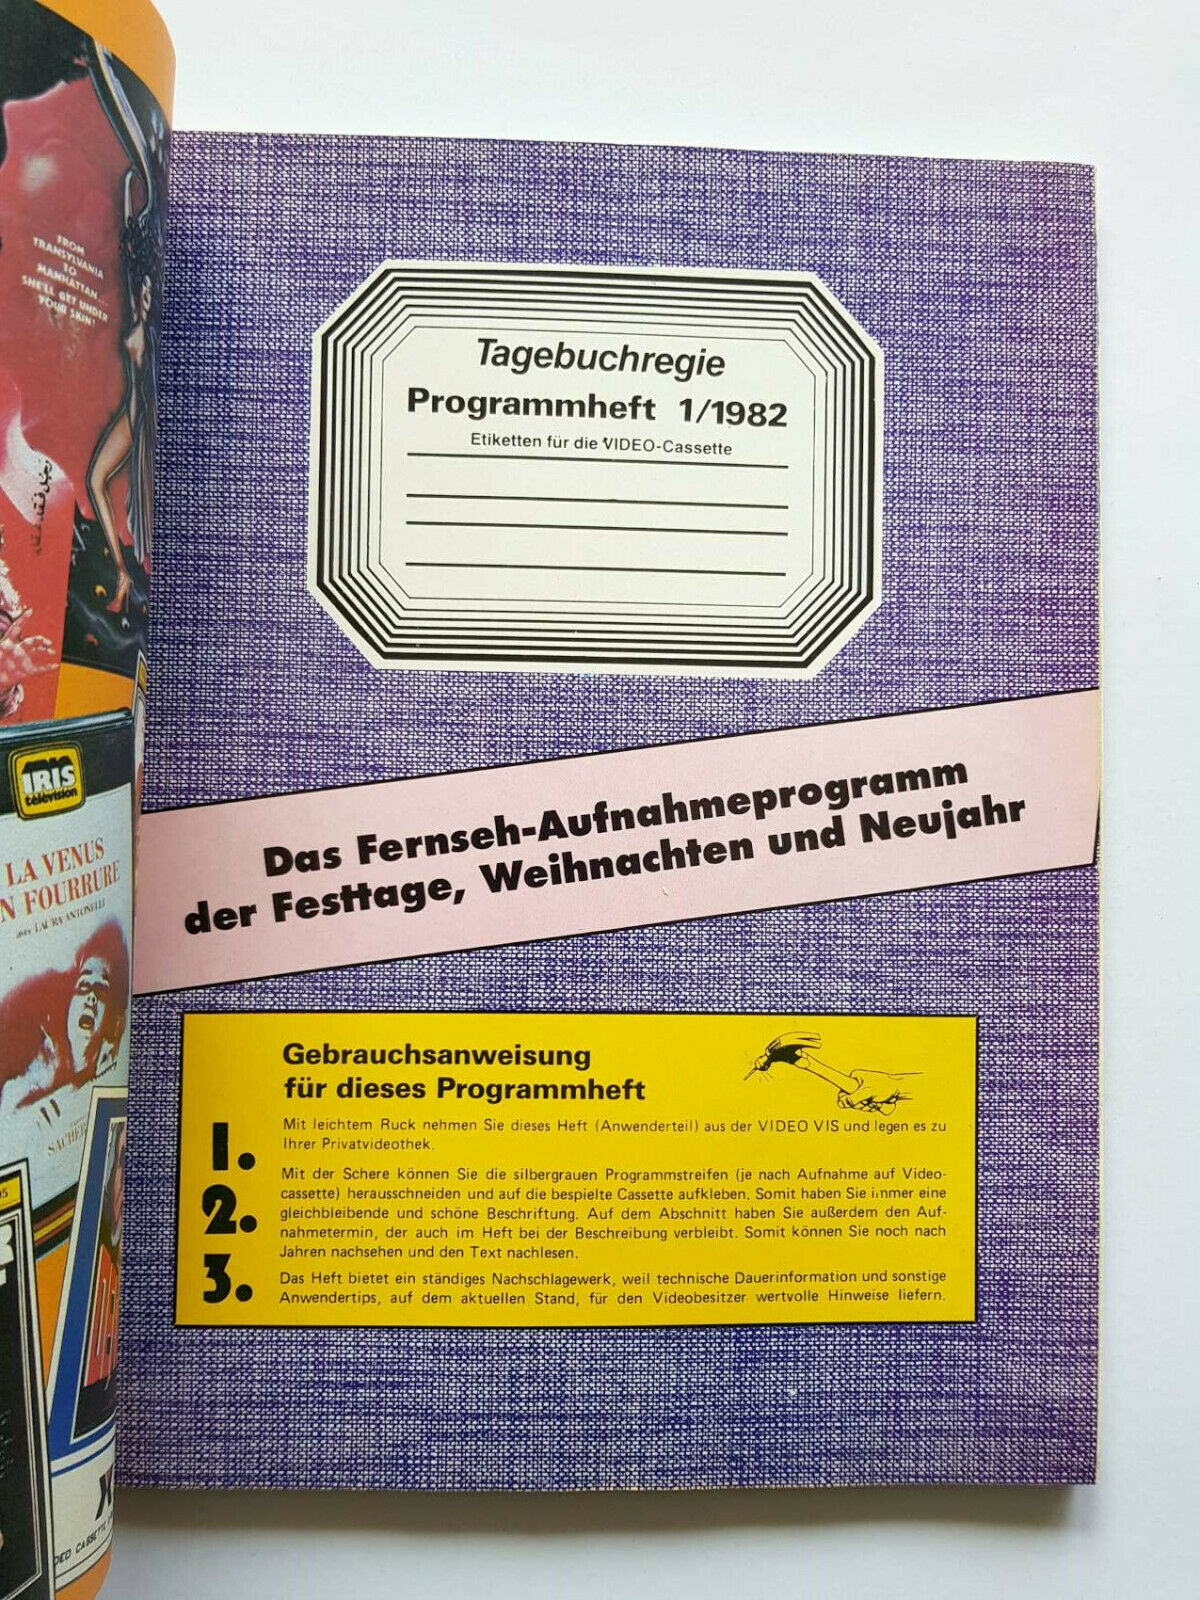 FROM
TRANSYLVANIA
TO
MANHATTAN...
SHE'LL GET UNDER
YOUR SKIN!
IRIS
télévision
LA VENUS
N FOURRURE
avec LAURA ANTONELLI
SACHER
Tagebuchregie
Programmheft 1/1982
Etiketten für die VIDEO-Cassette
Das Fernseh-Aufnahmeprogramm
der Festtage, Weihnachten und Neujahr
Gebrauchsanweisung
für dieses Programmheft
1.
Mit leichtem Ruck nehmen Sie dieses Heft (Anwenderteil) aus der VIDEO VIS und legen es zu
Ihrer Privatvideothek.
2.
Mit der Schere können Sie die silbergrauen Programmstreifen (je nach Aufnahme auf Video-
cassette) herausschneiden und auf die bespielte Cassette aufkleben. Somit haben Sie immer eine
gleichbleibende und schöne Beschriftung. Auf dem Abschnitt haben Sie außerdem den Auf-
nahmetermin, der auch im Heft bei der Beschreibung verbleibt. Somit können Sie noch nach
Jahren nachsehen und den Text nachlesen.
3.
Das Heft bietet ein ständiges Nachschlagewerk, weil technische Dauerinformation und sonstige
Anwendertips, auf dem aktuellen Stand, für den Videobesitzer wertvolle Hinweise liefern.